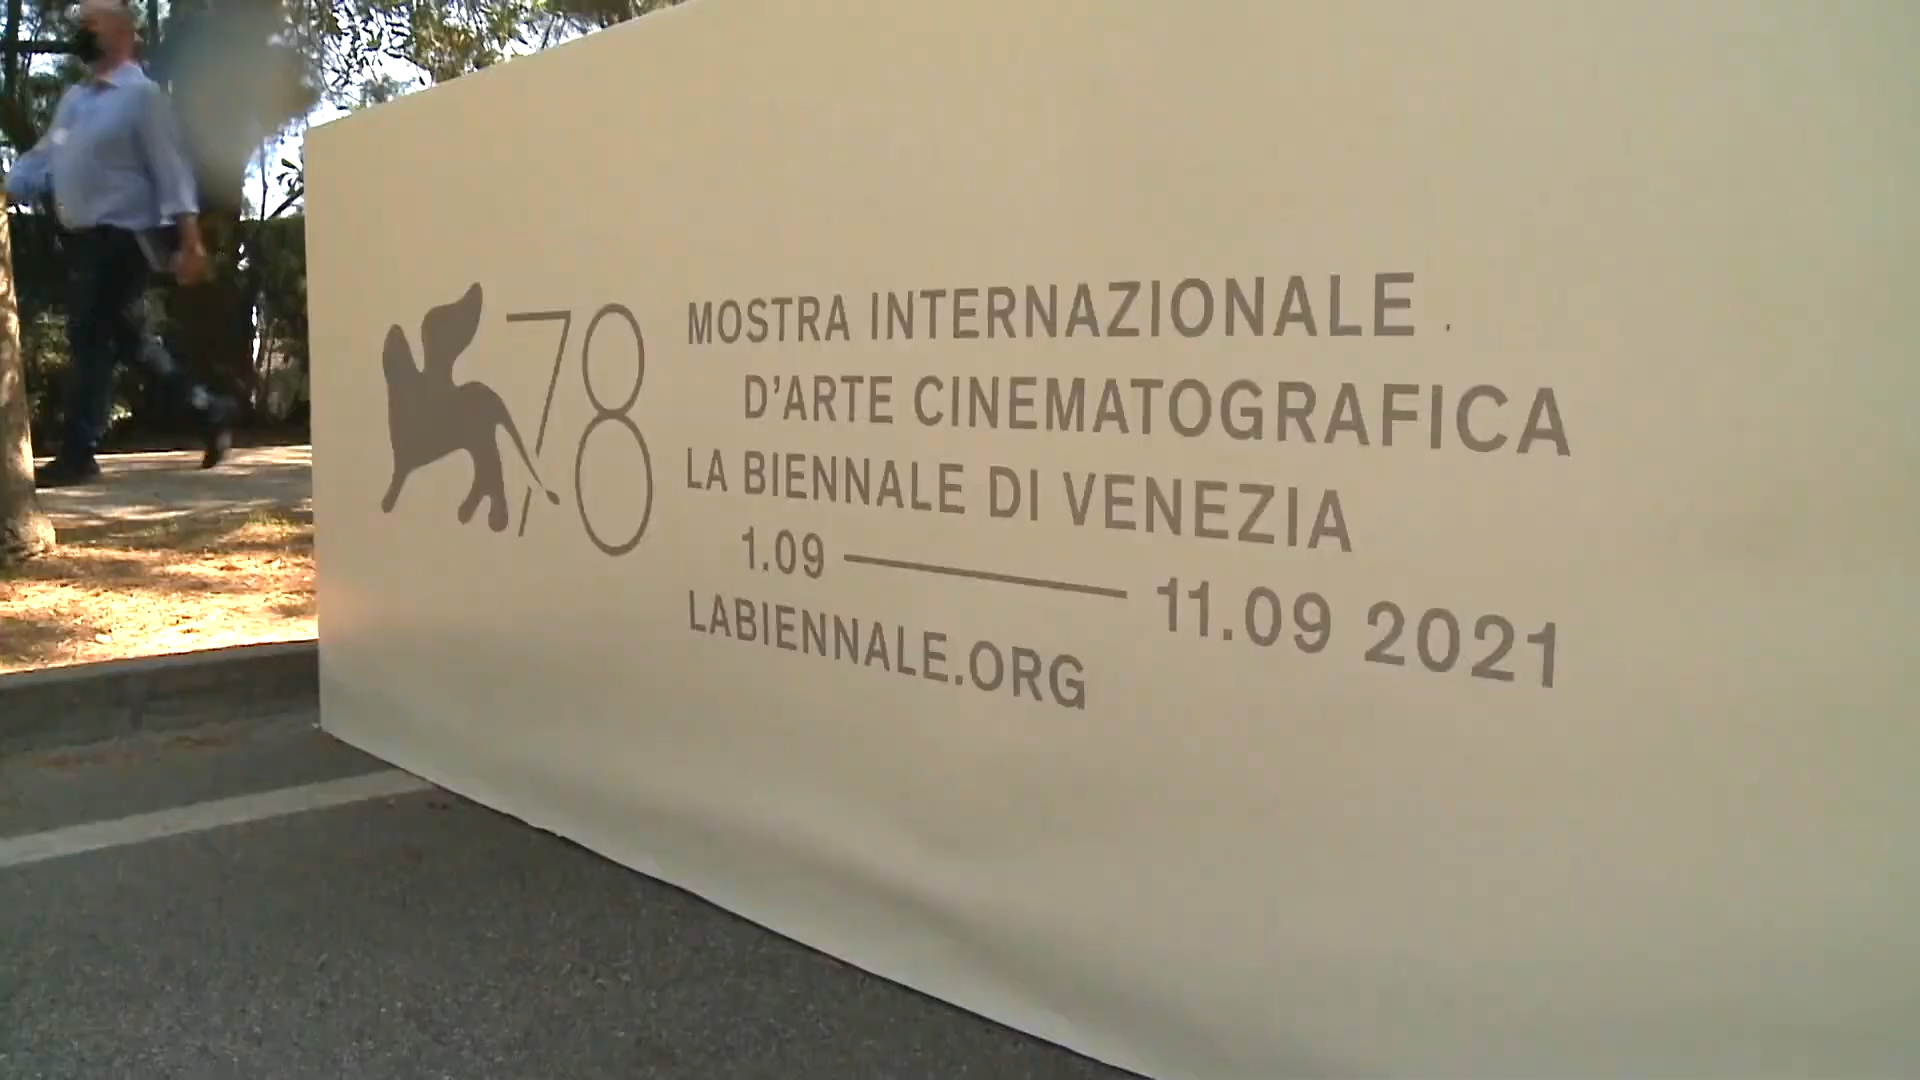 78
MOSTRA INTERNAZIONALE
D'ARTE CINEMATOGRAFICA
LA BIENNALE DI VENEZIA
1.09 — 11.09 2021
LABIENNALE.ORG